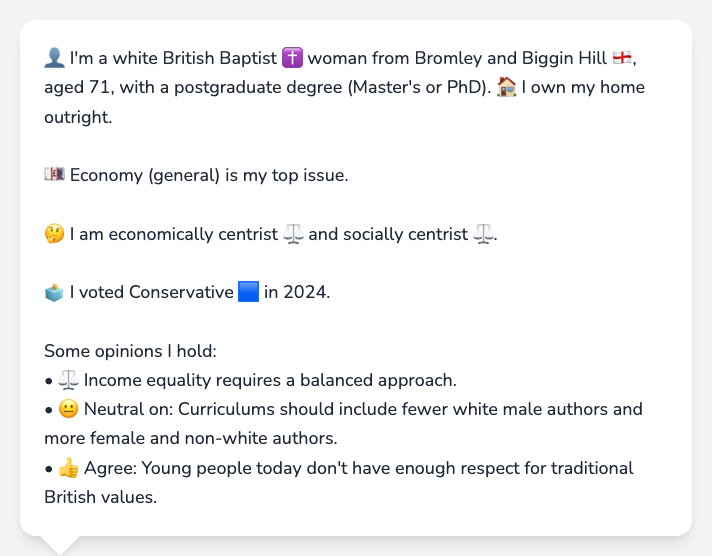 👤 I'm a white British Baptist ✝️ woman from Bromley and Biggin Hill 🏴󠁧󠁢󠁥󠁮󠁧󠁿,
aged 71, with a postgraduate degree (Master's or PhD). 🏠 I own my home
outright.
💷 Economy (general) is my top issue.
🤔 I am economically centrist ⚖️ and socially centrist ⚖️.
🗳️ I voted Conservative 🟦 in 2024.
Some opinions I hold:
• ⚖️ Income equality requires a balanced approach.
• 😐 Neutral on: Curriculums should include fewer white male authors and
more female and non-white authors.
• 👍 Agree: Young people today don't have enough respect for traditional
British values.